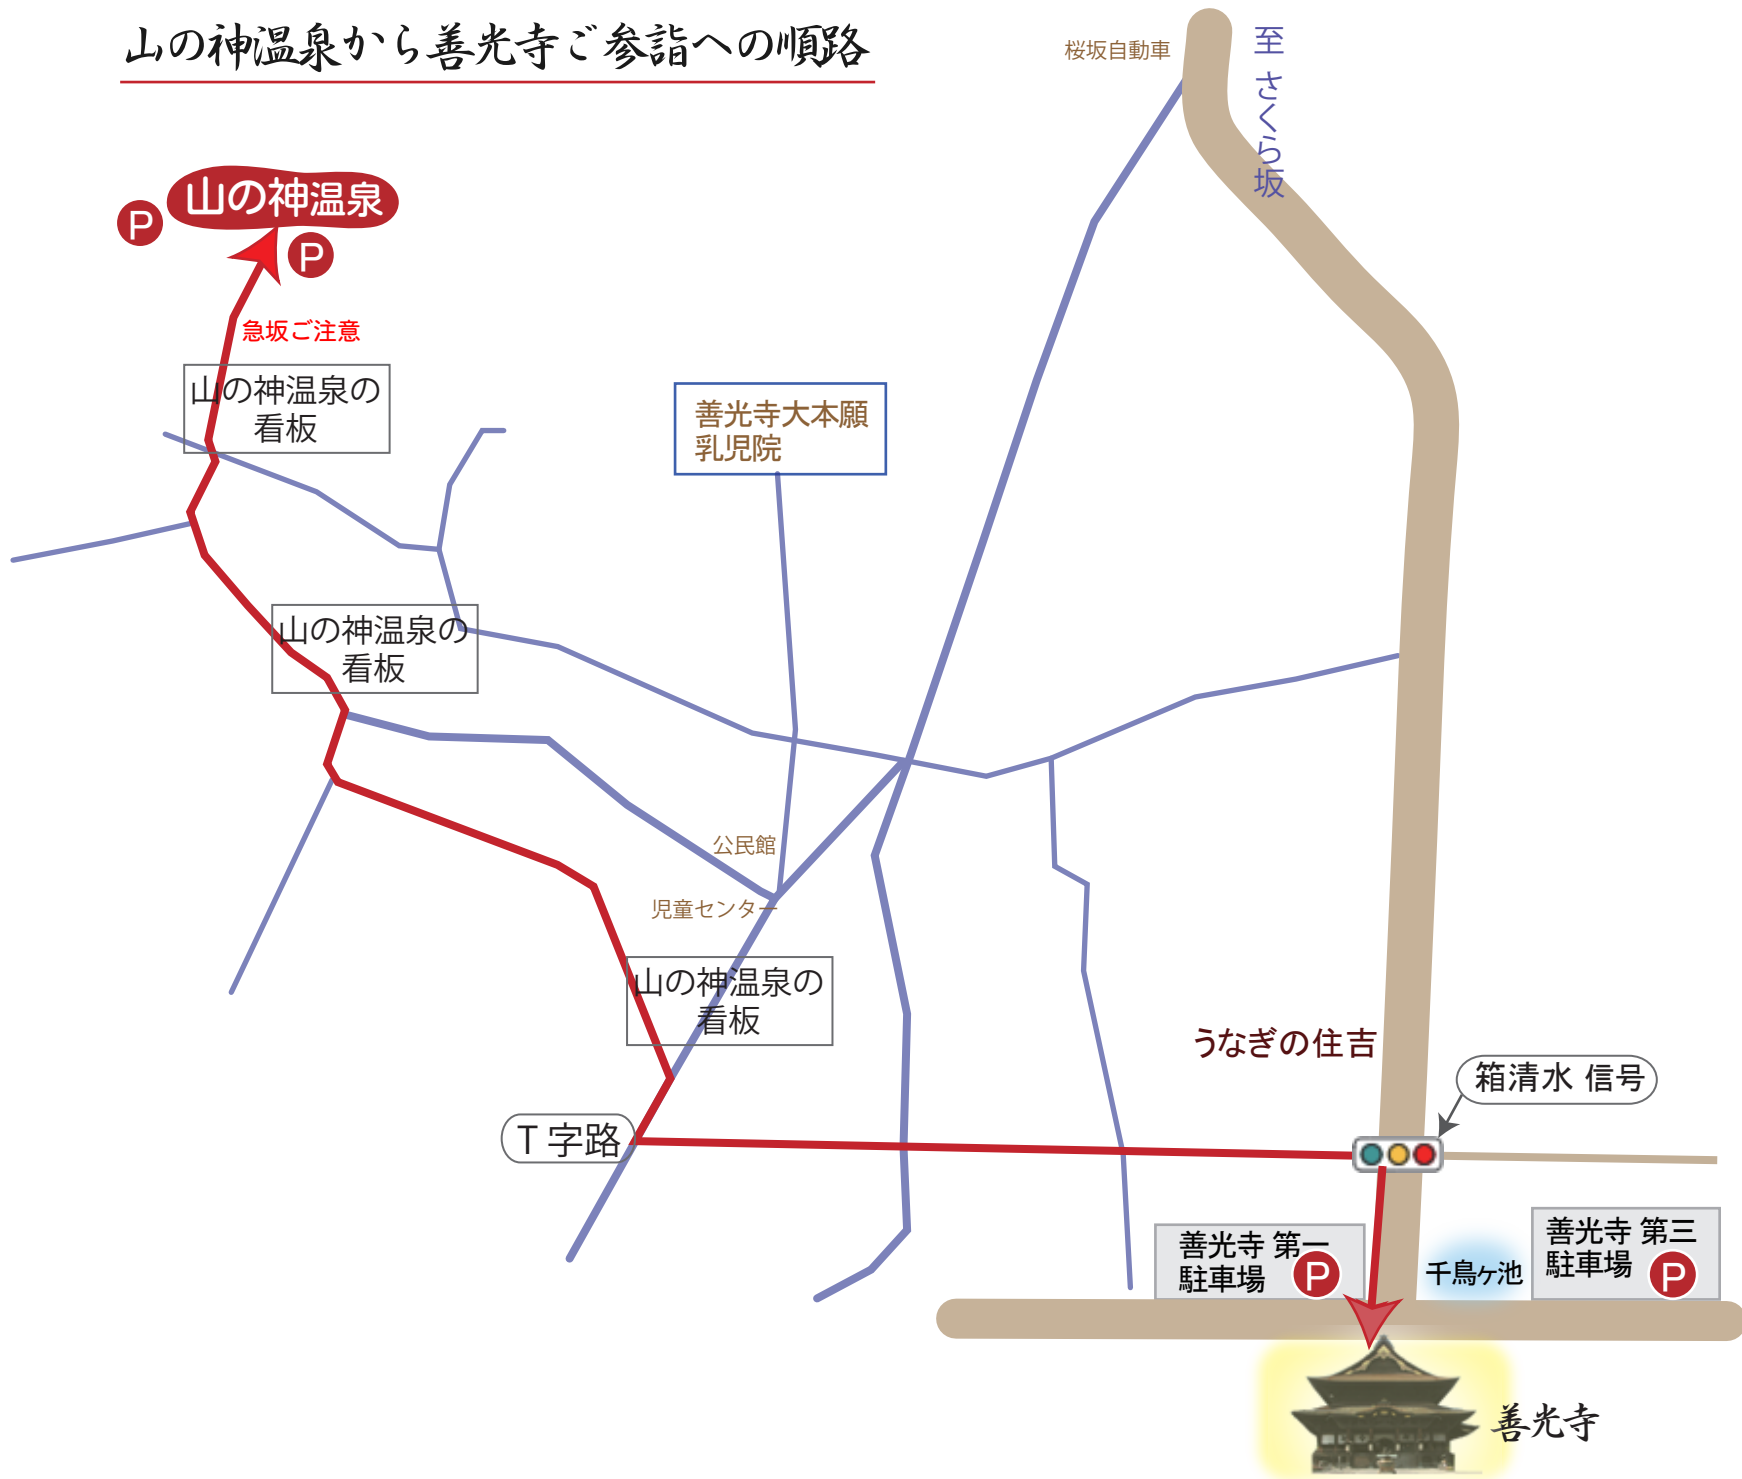 山の神温泉から善光寺ご参詣への順路
桜坂自動車
至 さくら坂
山の神温泉
P
P
急坂ご注意
山の神温泉の
看板
善光寺大本願
乳児院
山の神温泉の
看板
公民館
児童センター
山の神温泉の
看板
うなぎの住吉
箱清水 信号
T 字路
善光寺 第一
駐車場
P
千鳥ヶ池
善光寺 第三
駐車場
P
善光寺